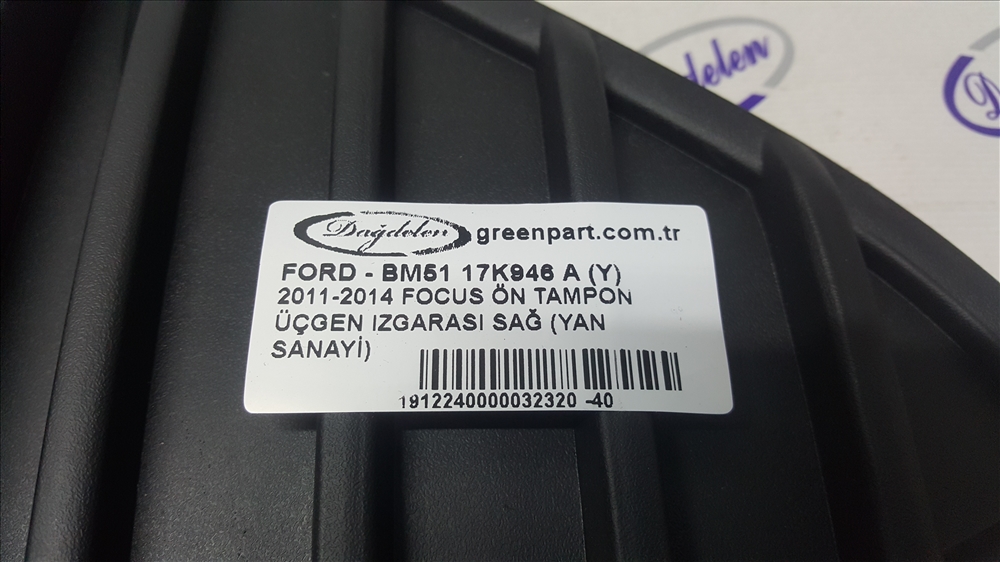 Dağdelen
Dağdelen greenpart.com.tr
FORD - BM51 17K946 A (Y)
2011-2014 FOCUS ÖN TAMPON
ÜÇGEN IZGARASI SAĞ (YAN
SANAYİ)
1912240000032320 -40